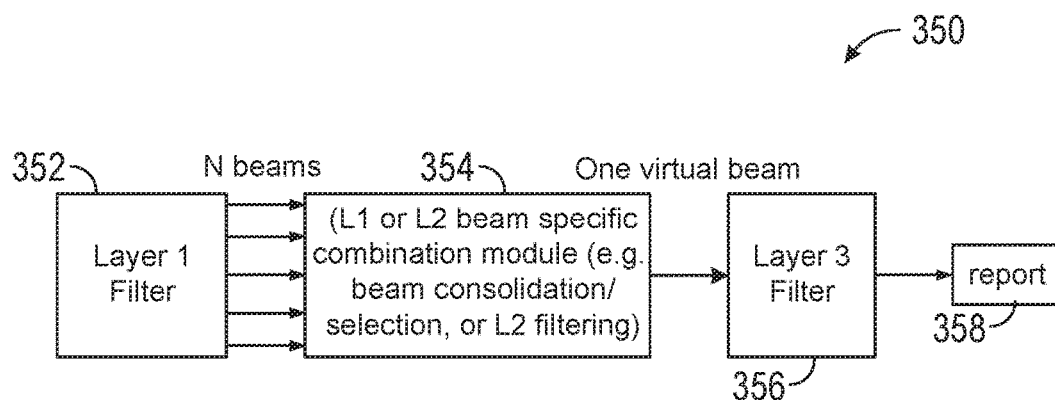 350
352
N beams
354
One virtual beam
Layer 1
Filter
(L1 or L2 beam specific
combination module (e.g.
beam consolidation/
selection, or L2 filtering)
Layer 3
Filter
report
358
356